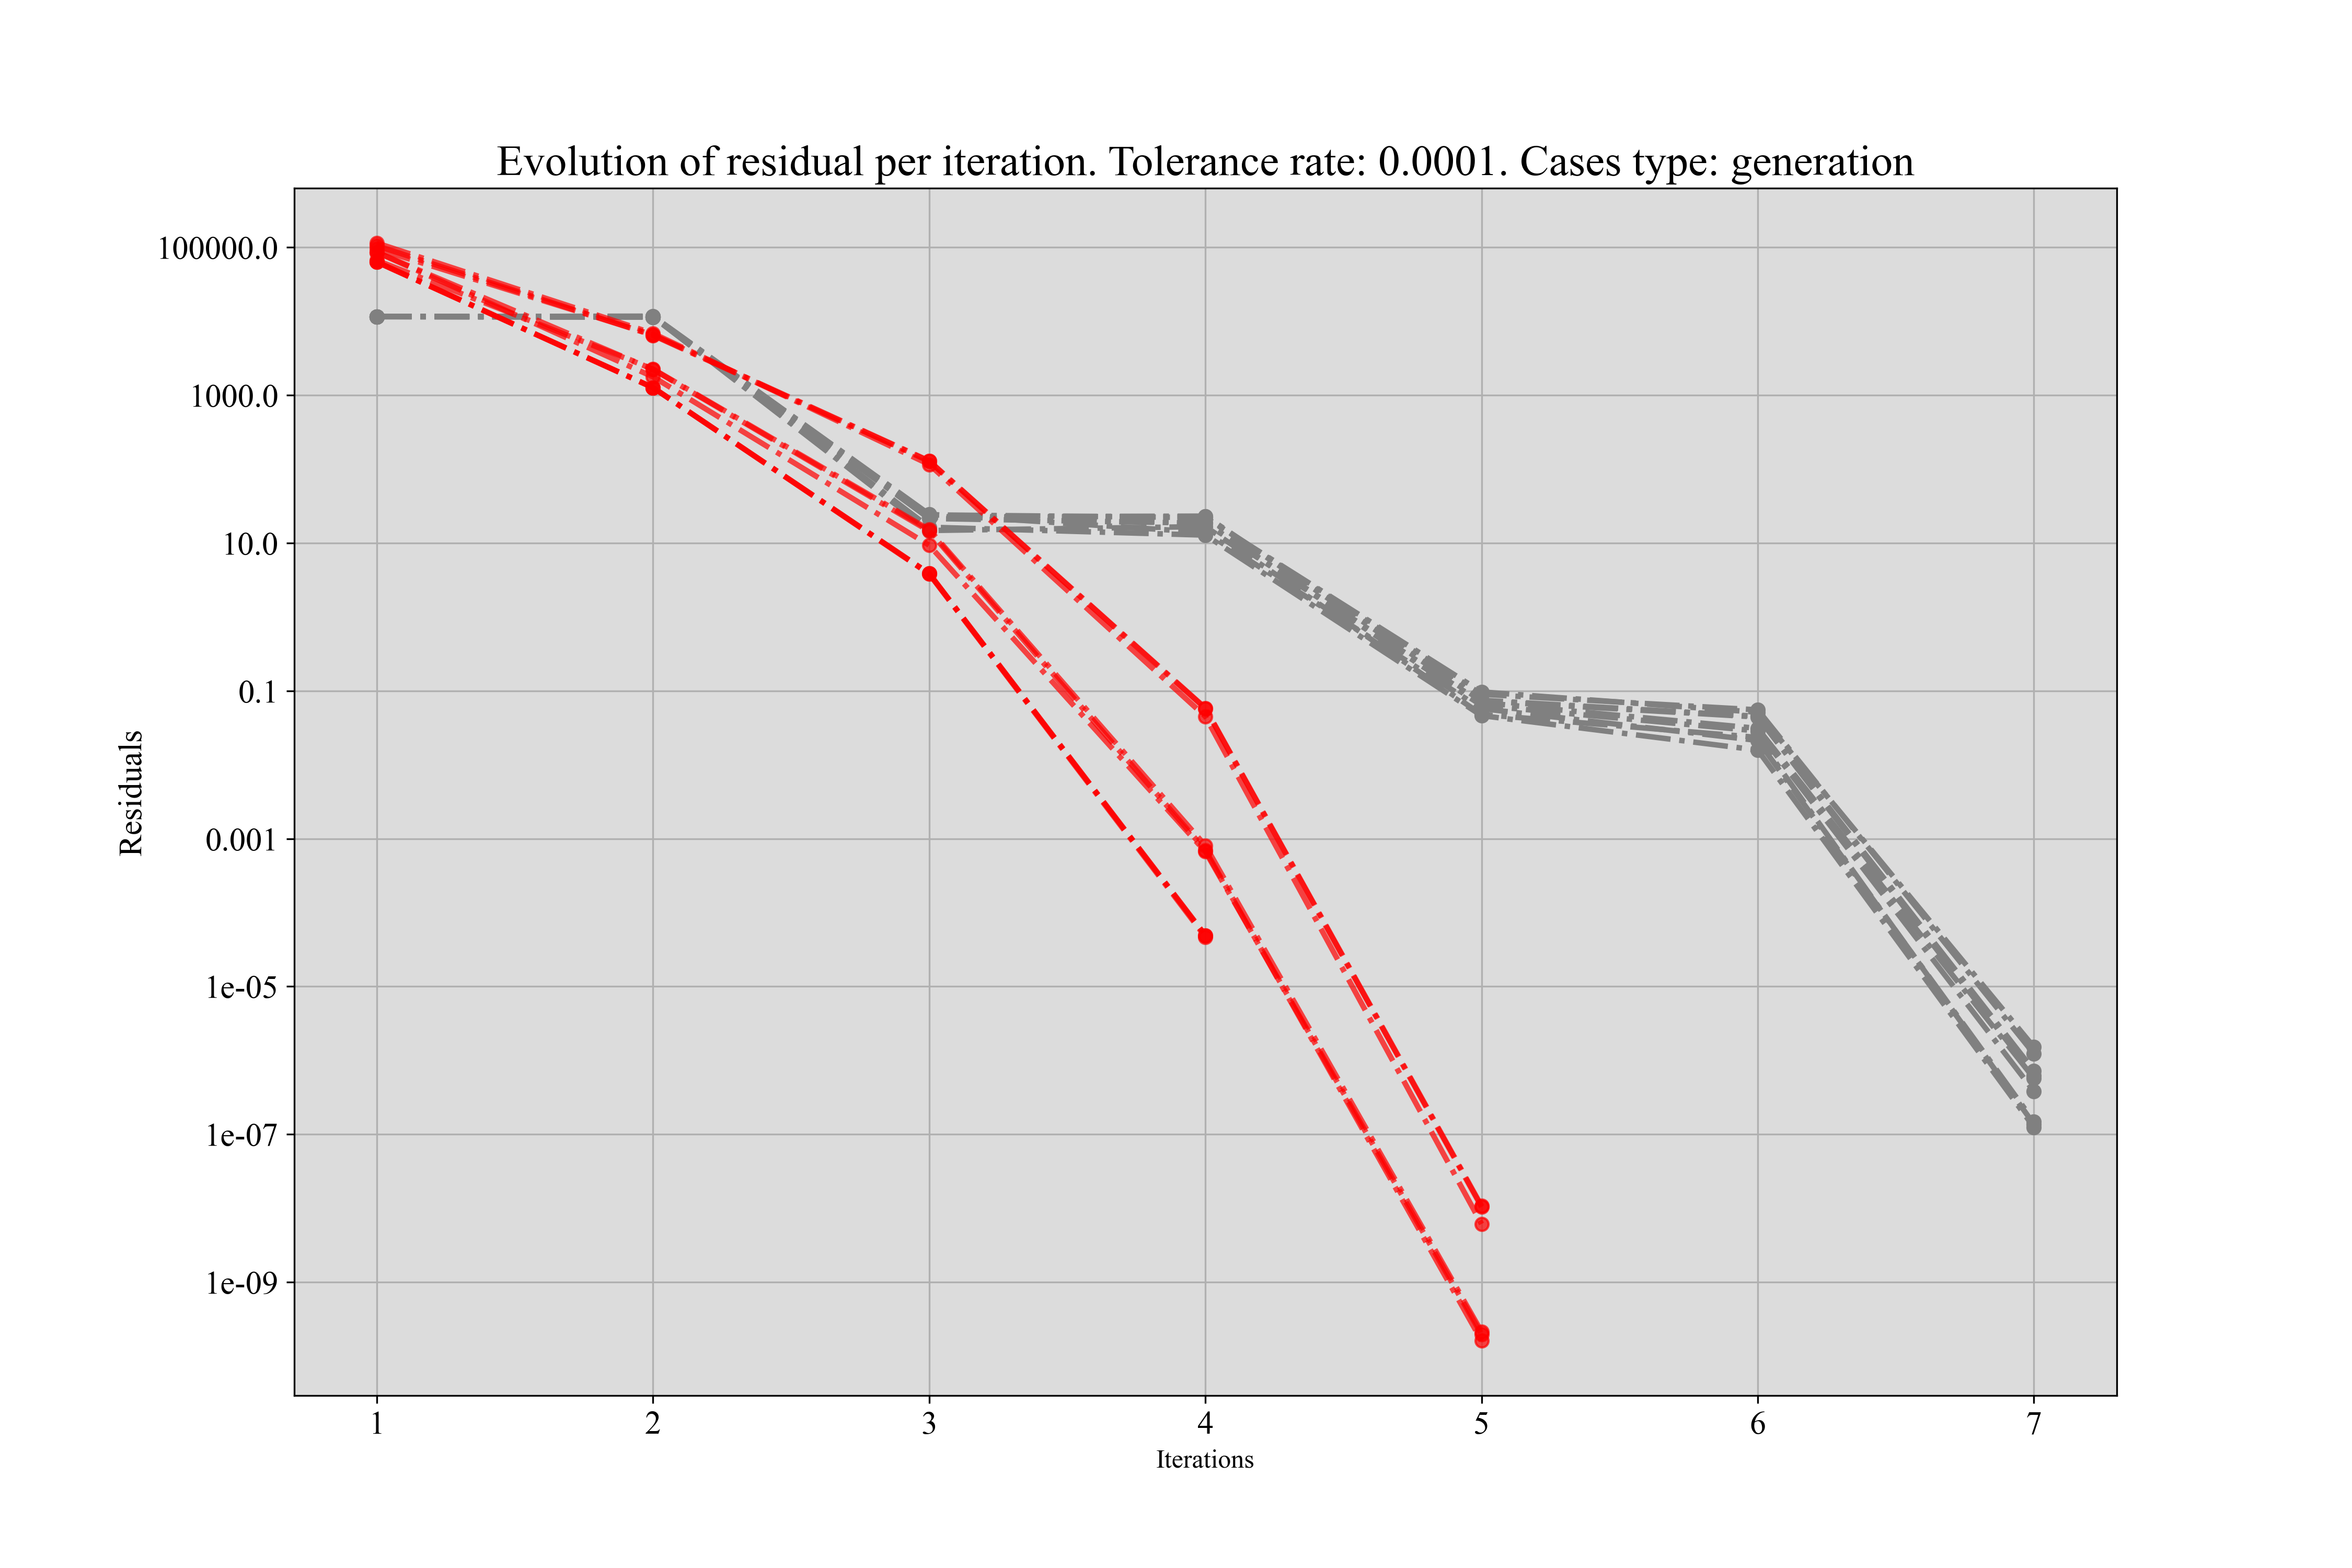 Evolution of residual per iteration. Tolerance rate: 0.0001. Cases type: generation
100000.0
1000.0
10.0
0.1
0.001
1e-05
1e-07
1e-09
Residuals
1 2 3 4 5 6 7
Iterations